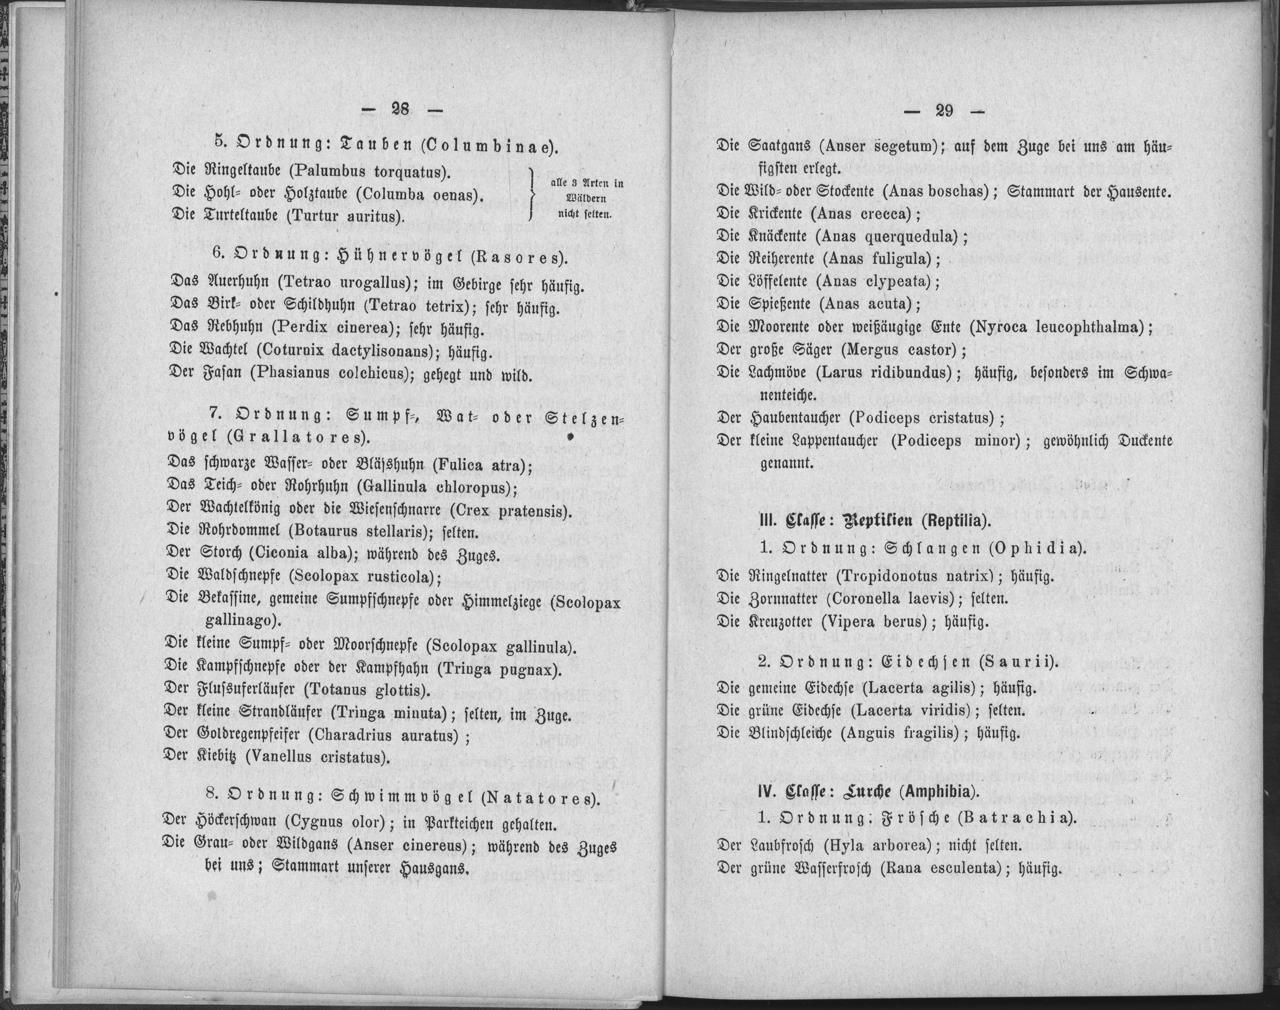 — 28 —
5. Ordnung: Tauben (Columbinae).
Die Ringeltaube (Palumbus torquatus).
Die Hohl- oder Holztaube (Columba oenas).
Die Turteltaube (Turtur auritus).
alle 3 Arten in
Wäldern
nicht selten.
6. Ordnung: Hühnervögel (Rasores).
Das Auerhuhn (Tetrao urogallus); im Gebirge sehr häufig.
Das Birk- oder Schildhuhn (Tetrao tetrix); sehr häufig.
Das Rebhuhn (Perdix cinerea); sehr häufig.
Die Wachtel (Coturnix dactylisonans); häufig.
Der Fasan (Phasianus colchicus); gehegt und wild.
7. Ordnung: Sumpf-, Wat- oder Stelzen-
vögel (Grallatores).
Das schwarze Wasser- oder Bläshuhn (Fulica atra);
Das Teich- oder Rohrhuhn (Gallinula chloropus);
Der Wachtelkönig oder die Wiesenschnarre (Crex pratensis).
Die Rohrdommel (Botaurus stellaris); selten.
Der Storch (Ciconia alba); während des Zuges.
Die Waldschnepfe (Scolopax rusticola);
Die Bekassine, gemeine Sumpfschnepfe oder Himmelziege (Scolopax
gallinago).
Die kleine Sumpf- oder Moorschnepfe (Scolopax gallinula).
Die Kampfschnepfe oder der Kampfhahn (Tringa pugnax).
Der Flussuferläufer (Totanus glottis).
Der kleine Strandläufer (Tringa minuta); selten, im Zuge.
Der Goldregenpfeifer (Charadrius auratus);
Der Kiebitz (Vanellus cristatus).
8. Ordnung: Schwimmvögel (Natatores).
Der Höckerschwan (Cygnus olor); in Parkteichen gehalten.
Die Grau- oder Wildgans (Anser cinereus); während des Zuges
bei uns; Stammart unserer Hausgans.
— 29 —
Die Saatgans (Anser segetum); auf dem Zuge bei uns am häu-
figsten erlegt.
Die Wild- oder Stockente (Anas boschas); Stammart der Hausente.
Die Krickente (Anas crecca);
Die Knäckente (Anas querquedula);
Die Reiherente (Anas fuligula);
Die Löffelente (Anas clypeata);
Die Spießente (Anas acuta);
Die Moorente oder weißäugige Ente (Nyroca leucophthalma);
Der große Säger (Mergus castor);
Die Lachmöve (Larus ridibundus); häufig, besonders im Schwa-
nenteiche.
Der Haubentaucher (Podiceps cristatus);
Der kleine Lappentaucher (Podiceps minor); gewöhnlich Duckente
genannt.
III. Classe: Reptilien (Reptilia).
1. Ordnung: Schlangen (Ophidia).
Die Ringelnatter (Tropidonotus natrix); häufig.
Die Zornnatter (Coronella laevis); selten.
Die Kreuzotter (Vipera berus); häufig.
2. Ordnung: Eidechsen (Saurii).
Die gemeine Eidechse (Lacerta agilis); häufig.
Die grüne Eidechse (Lacerta viridis); selten.
Die Blindschleiche (Anguis fragilis); häufig.
IV. Classe: Lurche (Amphibia).
1. Ordnung: Frösche (Batrachia).
Der Laubfrosch (Hyla arborea); nicht selten.
Der grüne Wasserfrosch (Rana esculenta); häufig.